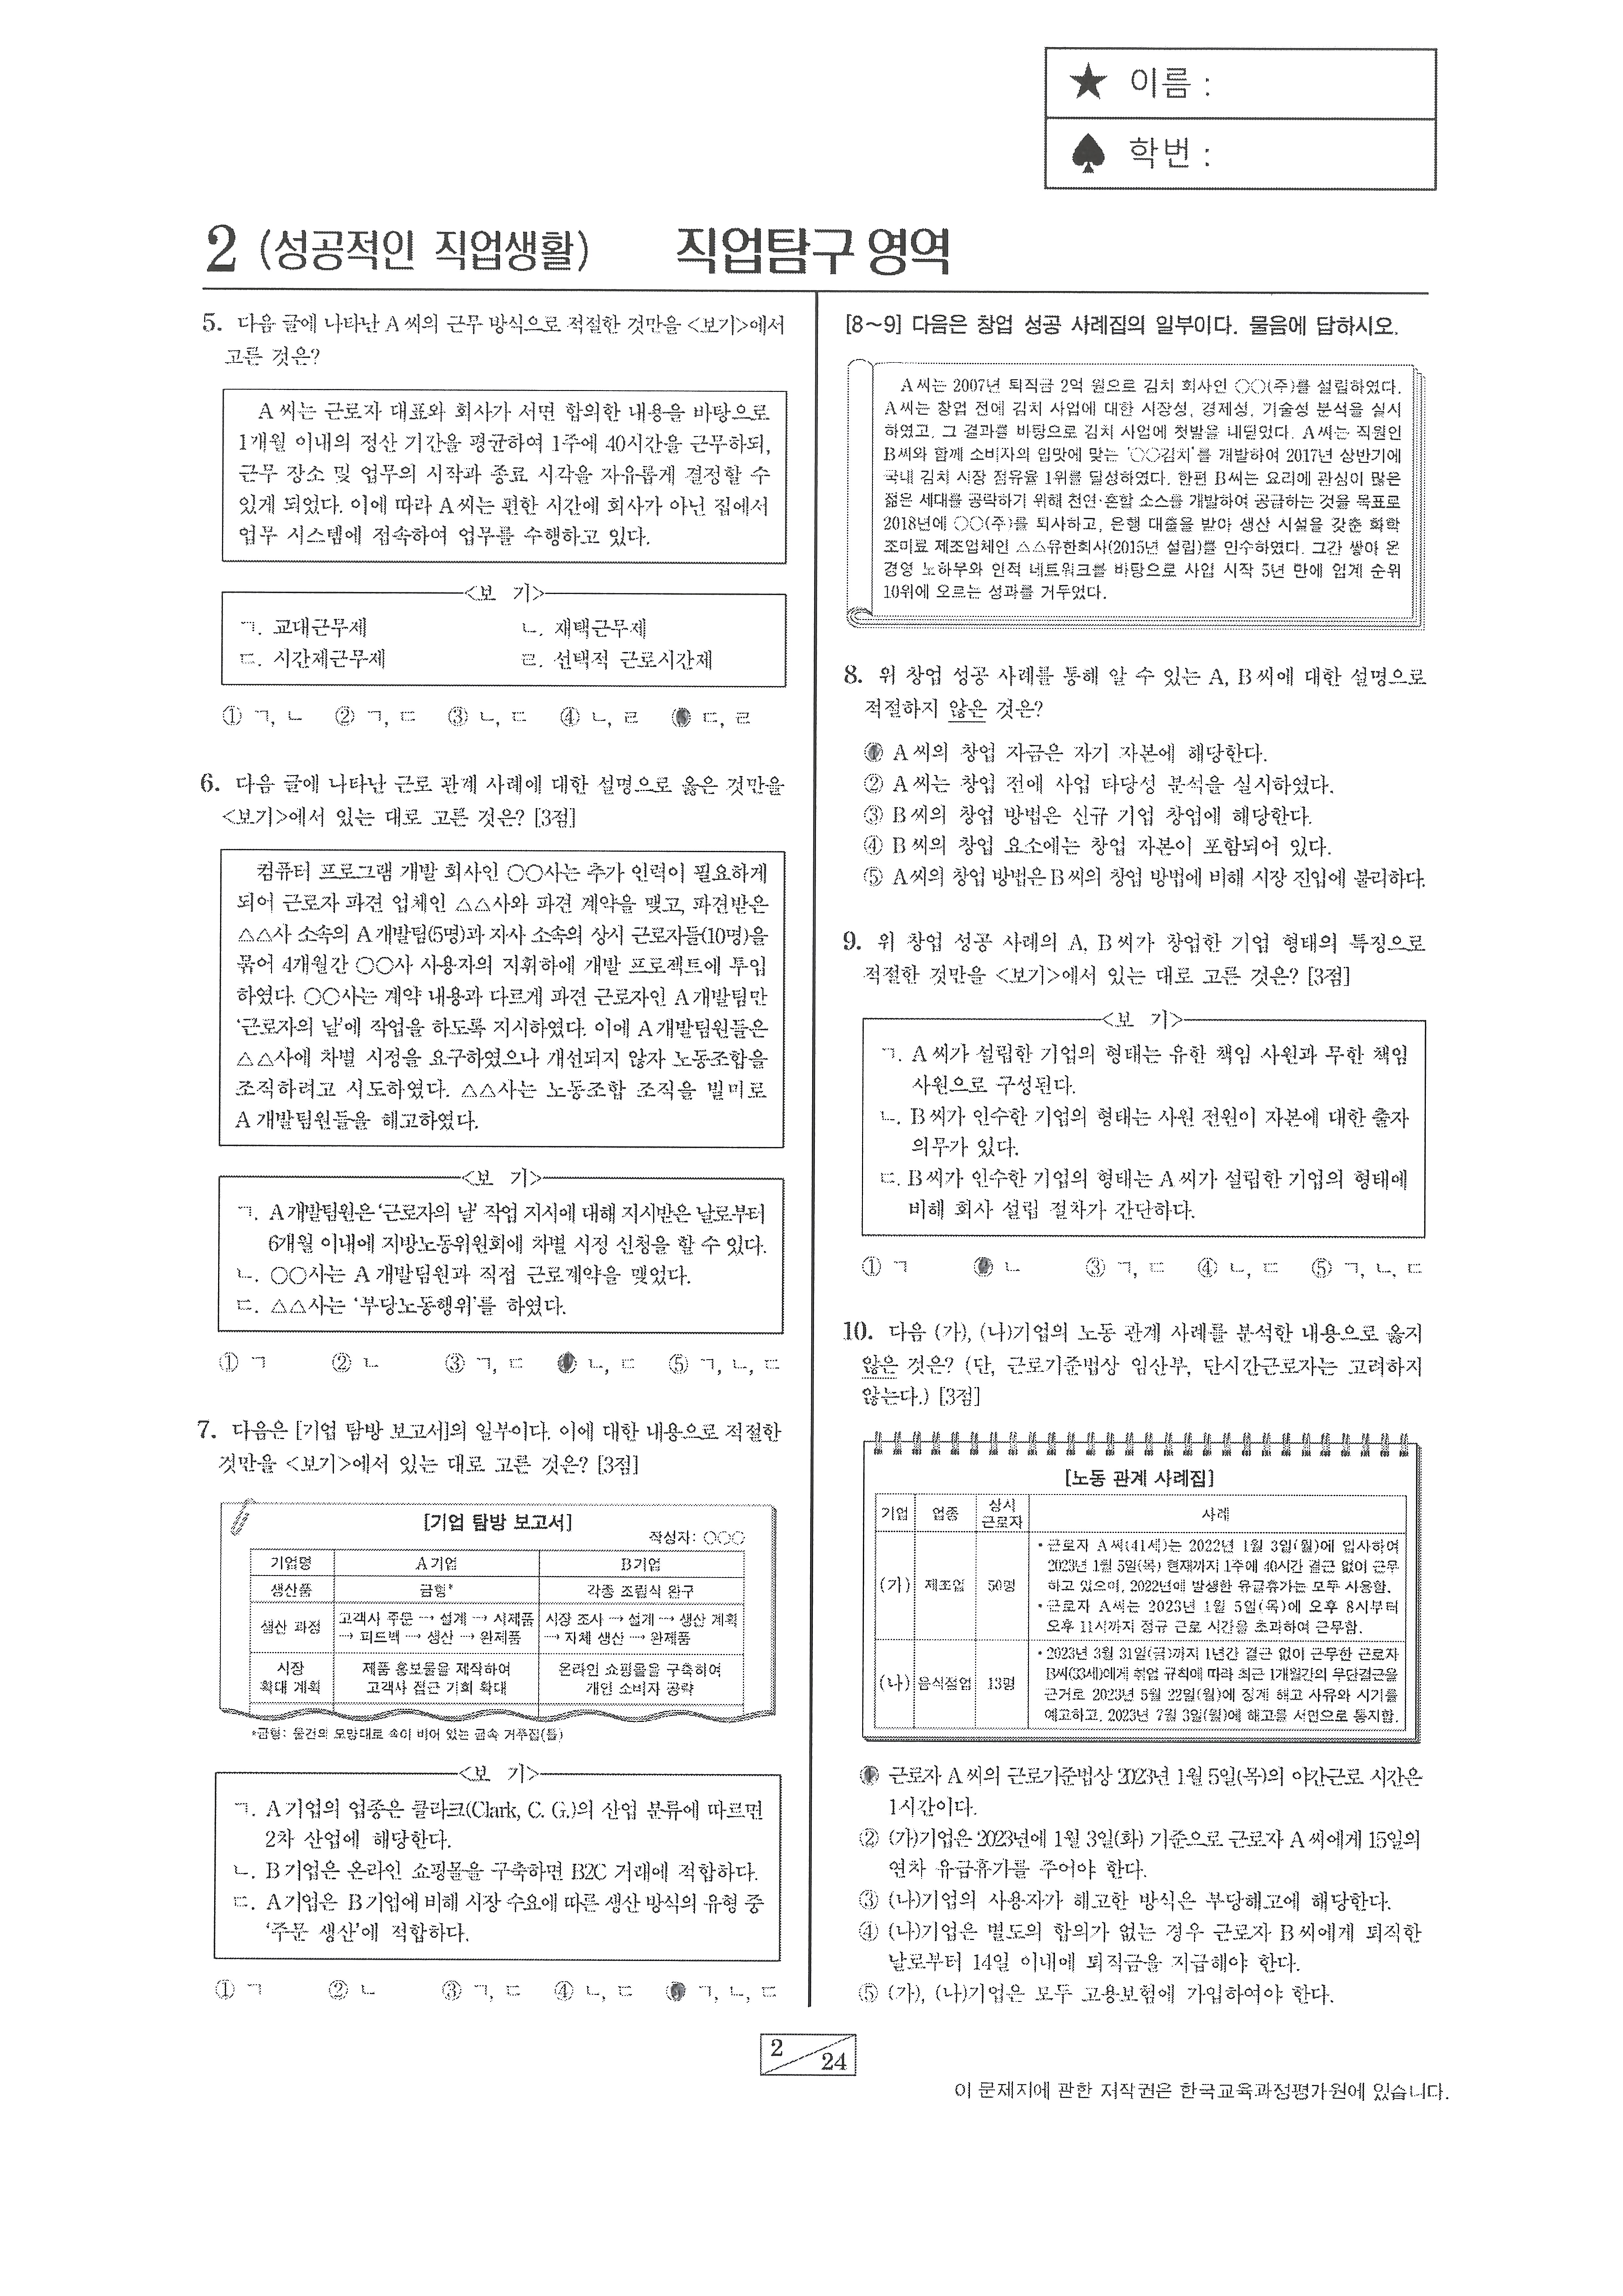 ★ 이름 :
♠ 학번 :
2 (성공적인 직업생활) 직업탐구 영역
5. 다음 글에 나타난 A씨의 근무 방식으로 적절한 것만을 <보기>에서
고른 것은?
A씨는 근로자 대표와 회사가 서면 합의한 내용을 바탕으로
1개월 이내의 정산 기간을 평균하여 1주에 40시간을 근무하되,
근무 장소 및 업무의 시작과 종료 시각을 자유롭게 결정할 수
있게 되었다. 이에 따라 A씨는 편한 시간에 회사가 아닌 집에서
업무 시스템에 접속하여 업무를 수행하고 있다.
<보 기>
ㄱ. 교대근무제 ㄴ. 재택근무제
ㄷ. 시간제근무제 ㄹ. 선택적 근로시간제
① ㄱ, ㄴ ② ㄱ, ㄷ ③ ㄴ, ㄷ ④ ㄴ, ㄹ ⑤ ㄷ, ㄹ
6. 다음 글에 나타난 근로 관계 사례에 대한 설명으로 옳은 것만을
<보기>에서 있는 대로 고른 것은? [3점]
컴퓨터 프로그램 개발 회사인 ○○사는 추가 인력이 필요하게
되어 근로자 파견 업체인 △△사와 파견 계약을 맺고, 파견받은
△△사 소속의 A개발팀(5명)과 자사 소속의 상시 근로자들(10명)을
묶어 4개월간 ○○사 사용자의 지휘하에 개발 프로젝트에 투입
하였다. ○○사는 계약 내용과 다르게 파견 근로자인 A개발팀만
‘근로자의 날’에 작업을 하도록 지시하였다. 이에 A개발팀원들은
△△사에 차별 시정을 요구하였으나 개선되지 않자 노동조합을
조직하려고 시도하였다. △△사는 노동조합 조직을 빌미로
A개발팀원들을 해고하였다.
<보 기>
ㄱ. A개발팀원은 ‘근로자의 날’ 작업 지시에 대해 지시받은 날로부터
6개월 이내에 지방노동위원회에 차별 시정 신청을 할 수 있다.
ㄴ. ○○사는 A개발팀원과 직접 근로계약을 맺었다.
ㄷ. △△사는 ‘부당노동행위’를 하였다.
① ㄱ ② ㄴ ③ ㄱ, ㄷ ④ ㄴ, ㄷ ⑤ ㄱ, ㄴ, ㄷ
7. 다음은 [기업 탐방 보고서]의 일부이다. 이에 대한 내용으로 적절한
것만을 <보기>에서 있는 대로 고른 것은? [3점]
[기업 탐방 보고서]
작성자: ○○○
기업명 A기업 B기업
생산품 금형* 각종 조립식 완구
생산 과정 고객사 주문 → 설계 → 시제품 → 피드백 → 생산 → 완제품 시장 조사 → 설계 → 생산 계획 → 자체 생산 → 완제품
시장 확대 계획 제품 홍보물을 제작하여 고객사 접근 기회 확대 온라인 쇼핑몰을 구축하여 개인 소비자 공략
*금형: 물건의 모양대로 속이 비어 있는 금속 거푸집(틀)
<보 기>
ㄱ. A기업의 업종은 클라크(Clark, C. G.)의 산업 분류에 따르면
2차 산업에 해당한다.
ㄴ. B기업은 온라인 쇼핑몰을 구축하면 B2C 거래에 적합하다.
ㄷ. A기업은 B기업에 비해 시장 수요에 따른 생산 방식의 유형 중
‘주문 생산’에 적합하다.
① ㄱ ② ㄴ ③ ㄱ, ㄷ ④ ㄴ, ㄷ ⑤ ㄱ, ㄴ, ㄷ
[8~9] 다음은 창업 성공 사례집의 일부이다. 물음에 답하시오.
A씨는 2007년 퇴직금 2억 원으로 김치 회사인 ○○(주)를 설립하였다.
A씨는 창업 전에 김치 사업에 대한 시장성, 경제성, 기술성 분석을 실시
하였고, 그 결과를 바탕으로 김치 사업에 첫발을 내딛었다. A씨는 직원인
B씨와 함께 소비자의 입맛에 맞는 ‘○○김치’를 개발하여 2017년 상반기에
국내 김치 시장 점유율 1위를 달성하였다. 한편 B씨는 요리에 관심이 많은
젊은 세대를 공략하기 위해 천연·혼합 소스를 개발하여 공급하는 것을 목표로
2018년에 ○○(주)를 퇴사하고, 은행 대출을 받아 생산 시설을 갖춘 화학
조미료 제조업체인 △△유한회사(2015년 설립)를 인수하였다. 그간 쌓아 온
경영 노하우와 인적 네트워크를 바탕으로 사업 시작 5년 만에 업계 순위
10위에 오르는 성과를 거두었다.
8. 위 창업 성공 사례를 통해 알 수 있는 A, B씨에 대한 설명으로
적절하지 않은 것은?
① A씨의 창업 자금은 자기 자본에 해당한다.
② A씨는 창업 전에 사업 타당성 분석을 실시하였다.
③ B씨의 창업 방법은 신규 기업 창업에 해당한다.
④ B씨의 창업 요소에는 창업 자본이 포함되어 있다.
⑤ A씨의 창업 방법은 B씨의 창업 방법에 비해 시장 진입에 불리하다.
9. 위 창업 성공 사례의 A, B씨가 창업한 기업 형태의 특징으로
적절한 것만을 <보기>에서 있는 대로 고른 것은? [3점]
<보 기>
ㄱ. A씨가 설립한 기업의 형태는 유한 책임 사원과 무한 책임
사원으로 구성된다.
ㄴ. B씨가 인수한 기업의 형태는 사원 전원이 자본에 대한 출자
의무가 있다.
ㄷ. B씨가 인수한 기업의 형태는 A씨가 설립한 기업의 형태에
비해 회사 설립 절차가 간단하다.
① ㄱ ② ㄴ ③ ㄱ, ㄷ ④ ㄴ, ㄷ ⑤ ㄱ, ㄴ, ㄷ
10. 다음 (가), (나)기업의 노동 관계 사례를 분석한 내용으로 옳지
않은 것은? (단, 근로기준법상 임산부, 단시간근로자는 고려하지
않는다.) [3점]
[노동 관계 사례집]
기업 업종 상시 근로자 사례
(가) 제조업 50명
• 근로자 A씨(41세)는 2022년 1월 3일(월)에 입사하여
2023년 1월 5일(목) 현재까지 1주에 40시간 결근 없이 근무
하고 있으며, 2022년에 발생한 유급휴가는 모두 사용함.
• 근로자 A씨는 2023년 1월 5일(목)에 오후 8시부터
오후 11시까지 정규 근로 시간을 초과하여 근무함.
(나) 음식점업 13명
• 2023년 3월 31일(금)까지 1년간 결근 없이 근무한 근로자
B씨(33세)에게 취업 규칙에 따라 최근 1개월간의 무단결근을
근거로 2023년 5월 22일(월)에 징계 해고 사유와 시기를
예고하고, 2023년 7월 3일(월)에 해고를 서면으로 통지함.
① 근로자 A씨의 근로기준법상 2023년 1월 5일(목)의 야간근로 시간은
1시간이다.
② (가)기업은 2023년에 1월 3일(화) 기준으로 근로자 A씨에게 15일의
연차 유급휴가를 주어야 한다.
③ (나)기업의 사용자가 해고한 방식은 부당해고에 해당한다.
④ (나)기업은 별도의 합의가 없는 경우 근로자 B씨에게 퇴직한
날로부터 14일 이내에 퇴직금을 지급해야 한다.
⑤ (가), (나)기업은 모두 고용보험에 가입하여야 한다.
2 24
이 문제지에 관한 저작권은 한국교육과정평가원에 있습니다.